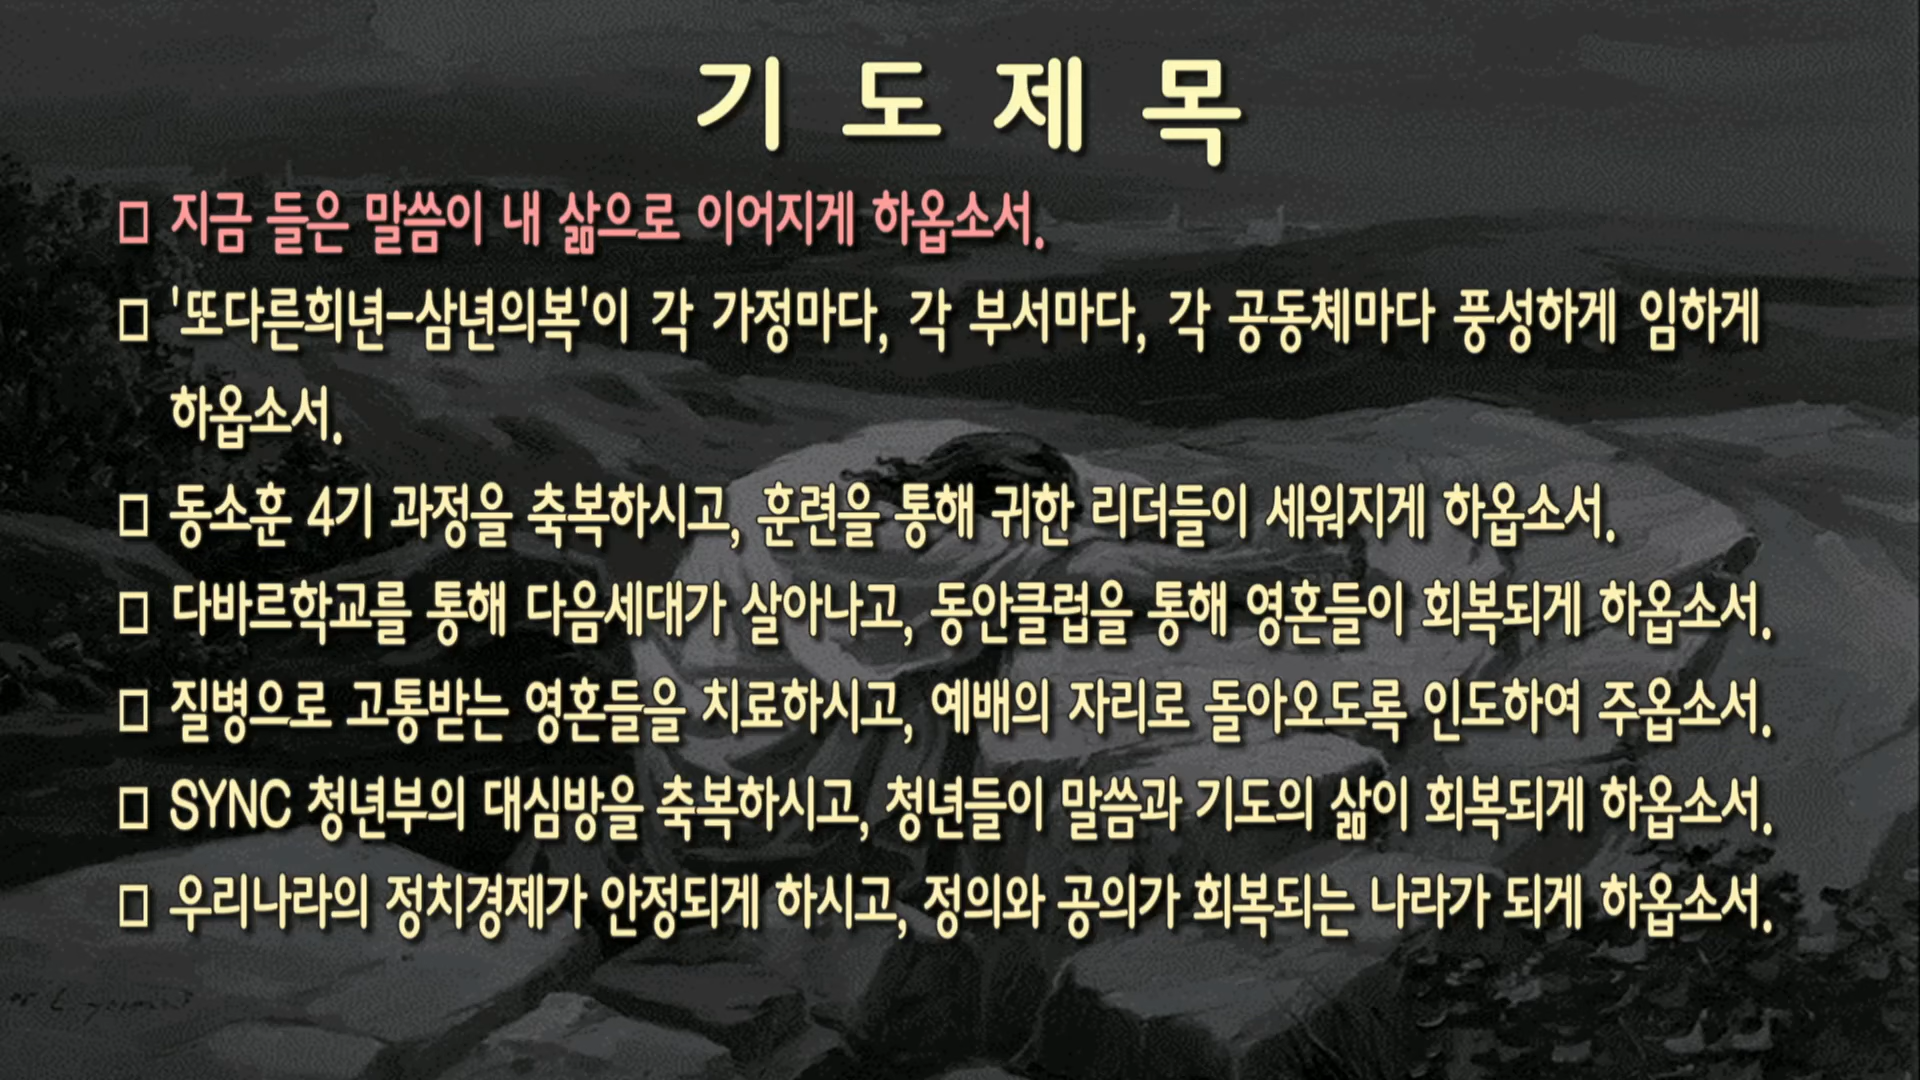 기 도 제 목
□ 지금 들은 말씀이 내 삶으로 이어지게 하옵소서.
□ '또다른희년-삼년의복'이 각 가정마다, 각 부서마다, 각 공동체마다 풍성하게 임하게
하옵소서.
□ 동소훈 4기 과정을 축복하시고, 훈련을 통해 귀한 리더들이 세워지게 하옵소서.
□ 다바르학교를 통해 다음세대가 살아나고, 동안클럽을 통해 영혼들이 회복되게 하옵소서.
□ 질병으로 고통받는 영혼들을 치료하시고, 예배의 자리로 돌아오도록 인도하여 주옵소서.
□ SYNC 청년부의 대심방을 축복하시고, 청년들이 말씀과 기도의 삶이 회복되게 하옵소서.
□ 우리나라의 정치경제가 안정되게 하시고, 정의와 공의가 회복되는 나라가 되게 하옵소서.